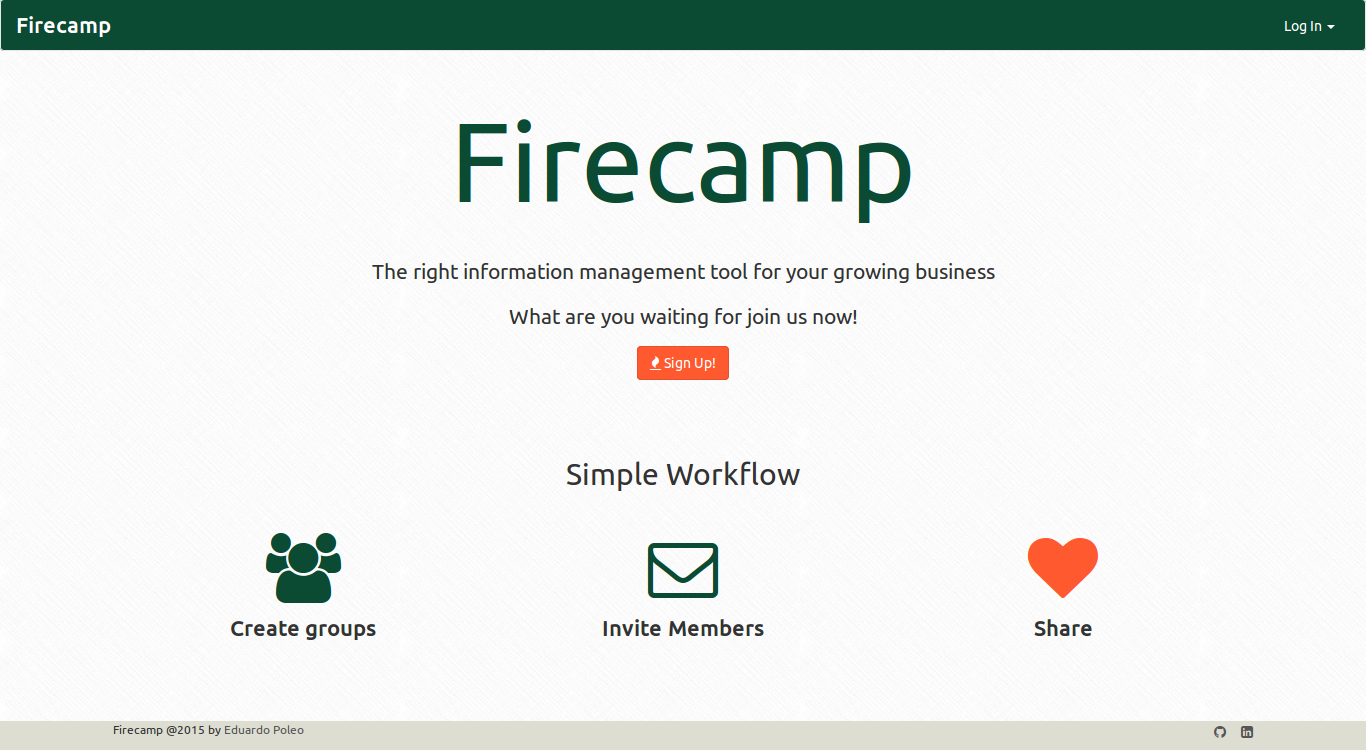 Firecamp
Log In
Firecamp
The right information management tool for your growing business
What are you waiting for join us now!
Sign Up!
Simple Workflow
Create groups
Invite Members
Share
Firecamp @2015 by Eduardo Poleo